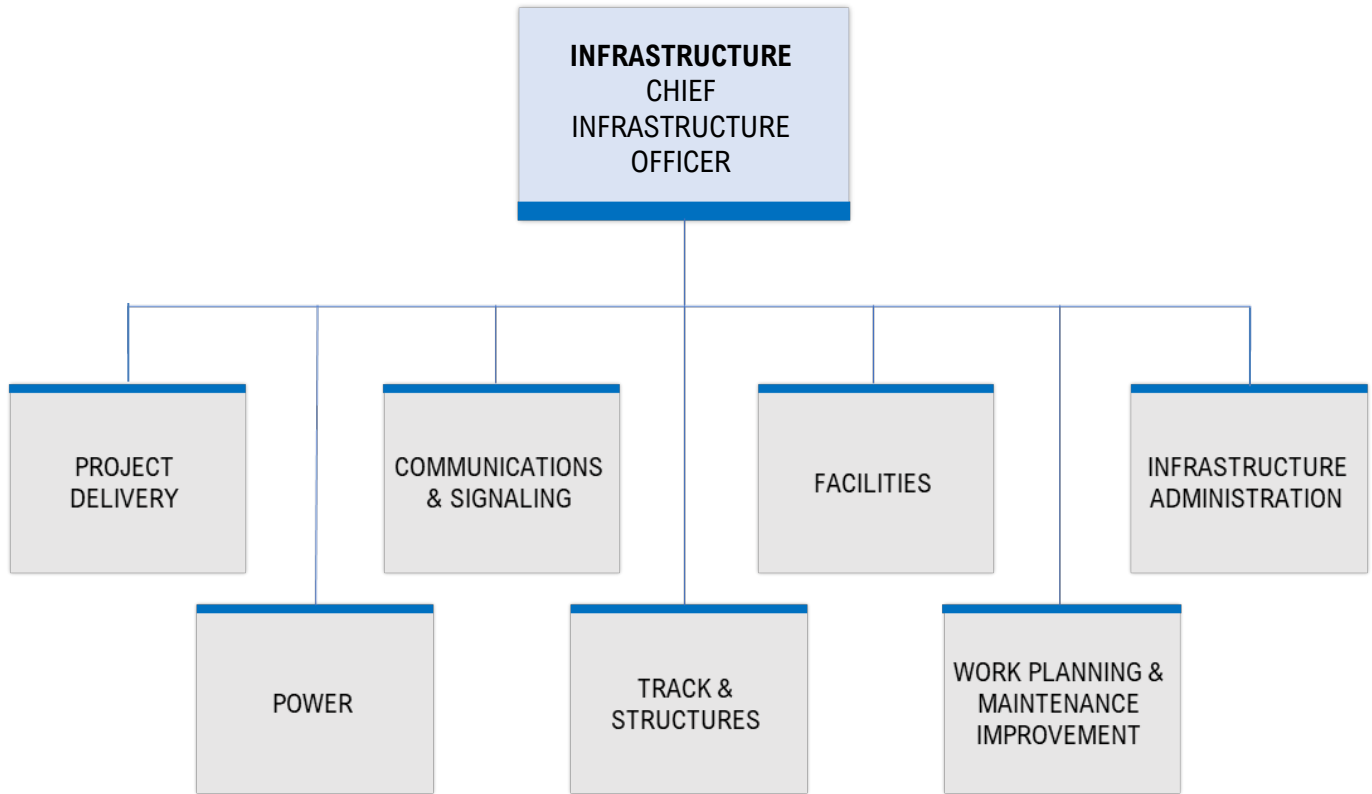 INFRASTRUCTURE
CHIEF
INFRASTRUCTURE
OFFICER
PROJECT
DELIVERY
COMMUNICATIONS
& SIGNALING
FACILITIES
INFRASTRUCTURE
ADMINISTRATION
POWER
TRACK &
STRUCTURES
WORK PLANNING &
MAINTENANCE
IMPROVEMENT